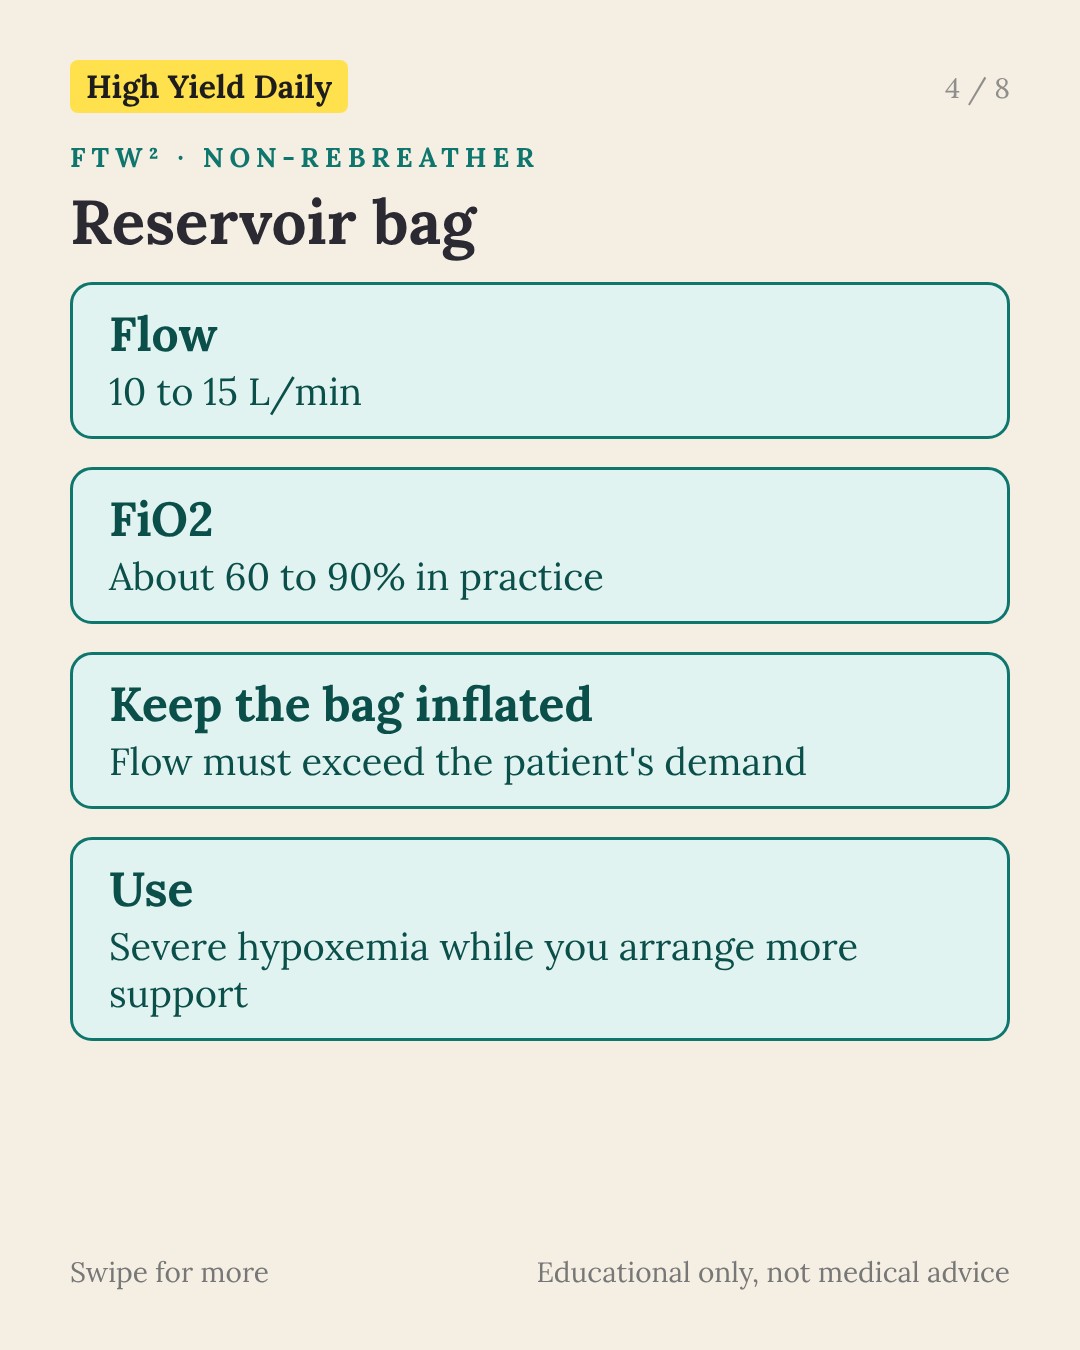 High Yield Daily
4 / 8
FTW² · NON-REBREATHER
Reservoir bag
Flow
10 to 15 L/min
FiO2
About 60 to 90% in practice
Keep the bag inflated
Flow must exceed the patient's demand
Use
Severe hypoxemia while you arrange more
support
Swipe for more
Educational only, not medical advice